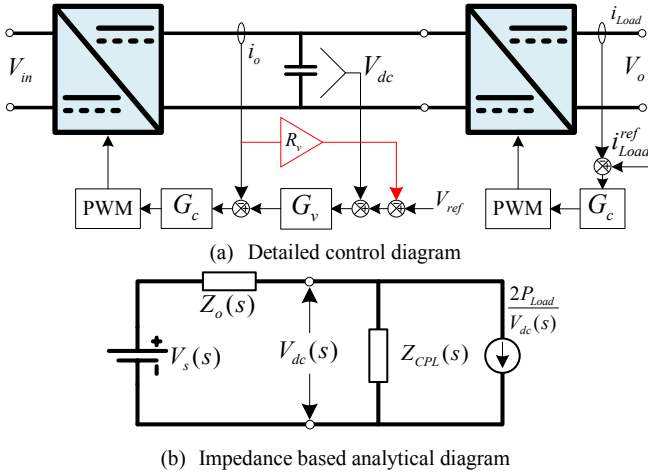 V_in
i_o
V_dc
i_Load
V_o
R_v
i_Load^ref
PWM
G_c
G_v
V_ref
PWM
G_c
(a) Detailed control diagram
Z_o(s)
V_s(s)
V_dc(s)
Z_CPL(s)
2P_Load
V_dc(s)
(b) Impedance based analytical diagram